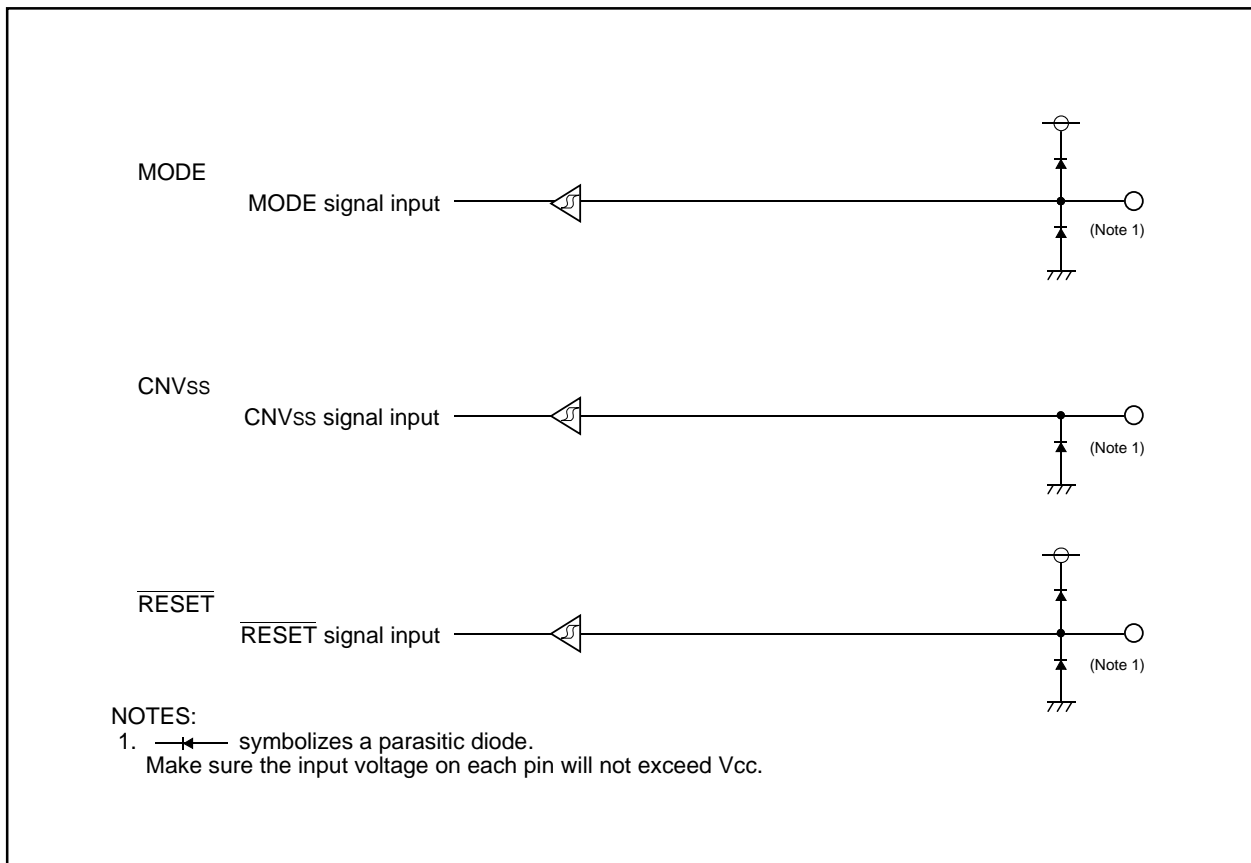 MODE
MODE signal input
(Note 1)
CNVss
CNVss signal input
(Note 1)
RESET
RESET signal input
(Note 1)
NOTES:
1. symbolizes a parasitic diode.
Make sure the input voltage on each pin will not exceed Vcc.